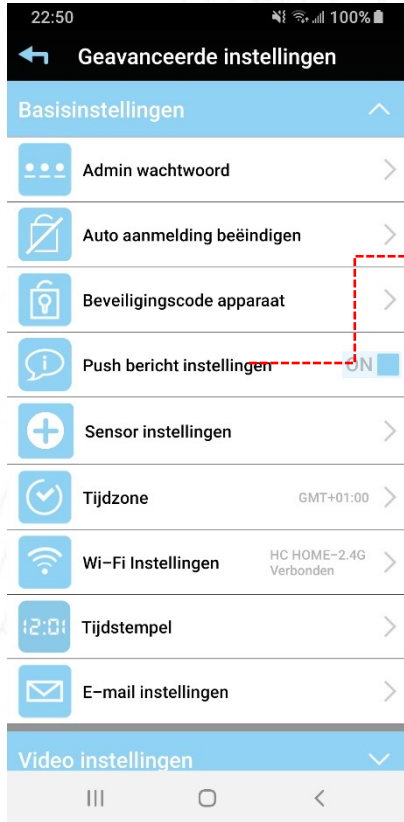 22:50 100%
Geavanceerde instellingen
Basisinstellingen
Admin wachtwoord
Auto aanmelding beëindigen
Beveiligingscode apparaat
Push bericht instellingen ON
Sensor instellingen
Tijdzone GMT+01:00
Wi-Fi Instellingen HC HOME-2.4G
Verbonden
12:01 Tijdstempel
E-mail instellingen
Video instellingen